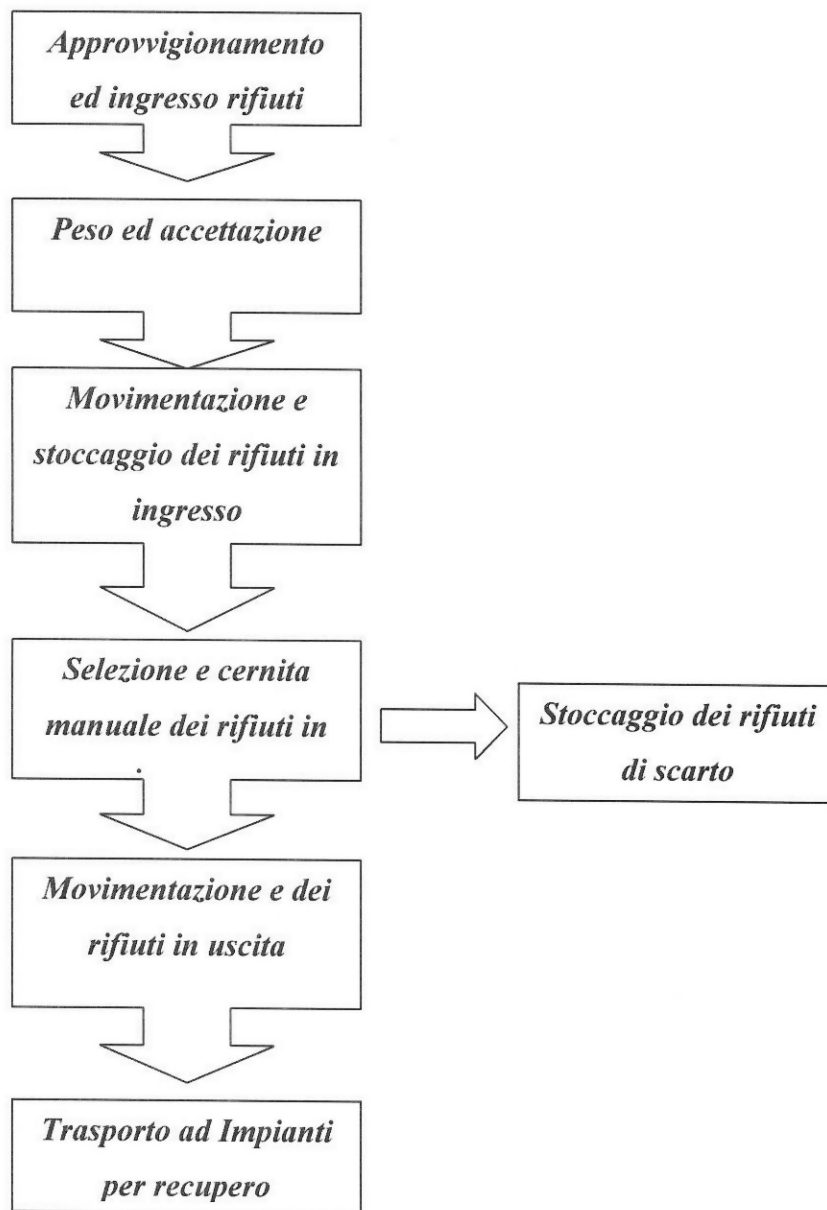 Approvvigionamento
ed ingresso rifiuti
Peso ed accettazione
Movimentazione e
stoccaggio dei rifiuti in
ingresso
Selezione e cernita
manuale dei rifiuti in
Stoccaggio dei rifiuti
di scarto
Movimentazione e dei
rifiuti in uscita
Trasporto ad Impianti
per recupero